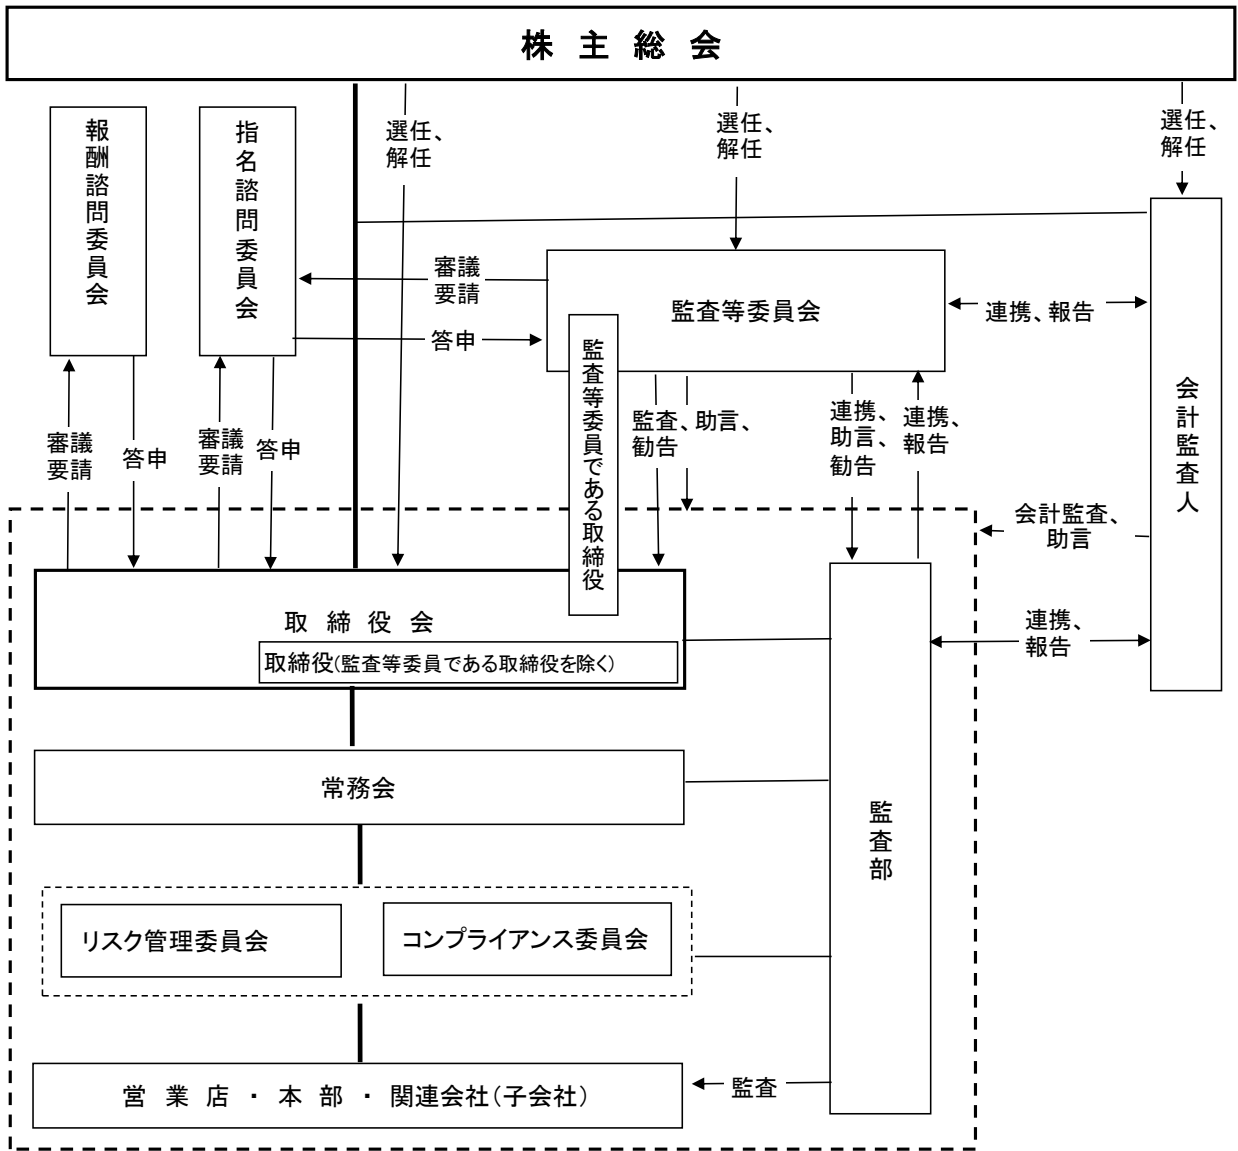 株 主 総 会
報酬諮問委員会
指名諮問委員会
選任、
解任
選任、
解任
選任、
解任
審議
要請
答申
監査等委員会
連携、報告
会計監査人
監査等委員である取締役
監査、
勧告
助言、
連携、
助言、
勧告
連携、
報告
審議
要請
答申
審議
要請
答申
会計監査、
助言
連携、
報告
取 締 役 会
取締役(監査等委員である取締役を除く)
常務会
監査部
リスク管理委員会
コンプライアンス委員会
営 業 店 ・ 本 部 ・ 関連会社(子会社)
監査